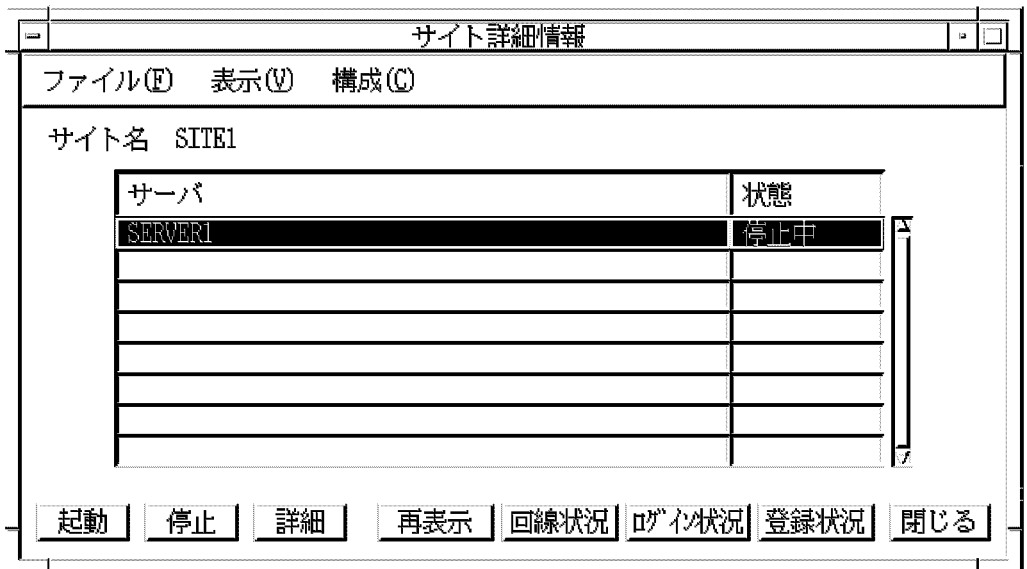 サイト詳細情報
ファイル(F) 表示(V) 構成(C)
サイト名 SITE1
サーバ 状態
SERVER1 停止中
起動 停止 詳細 再表示 回線状況 ﾛｸﾞｲﾝ状況 登録状況 閉じる